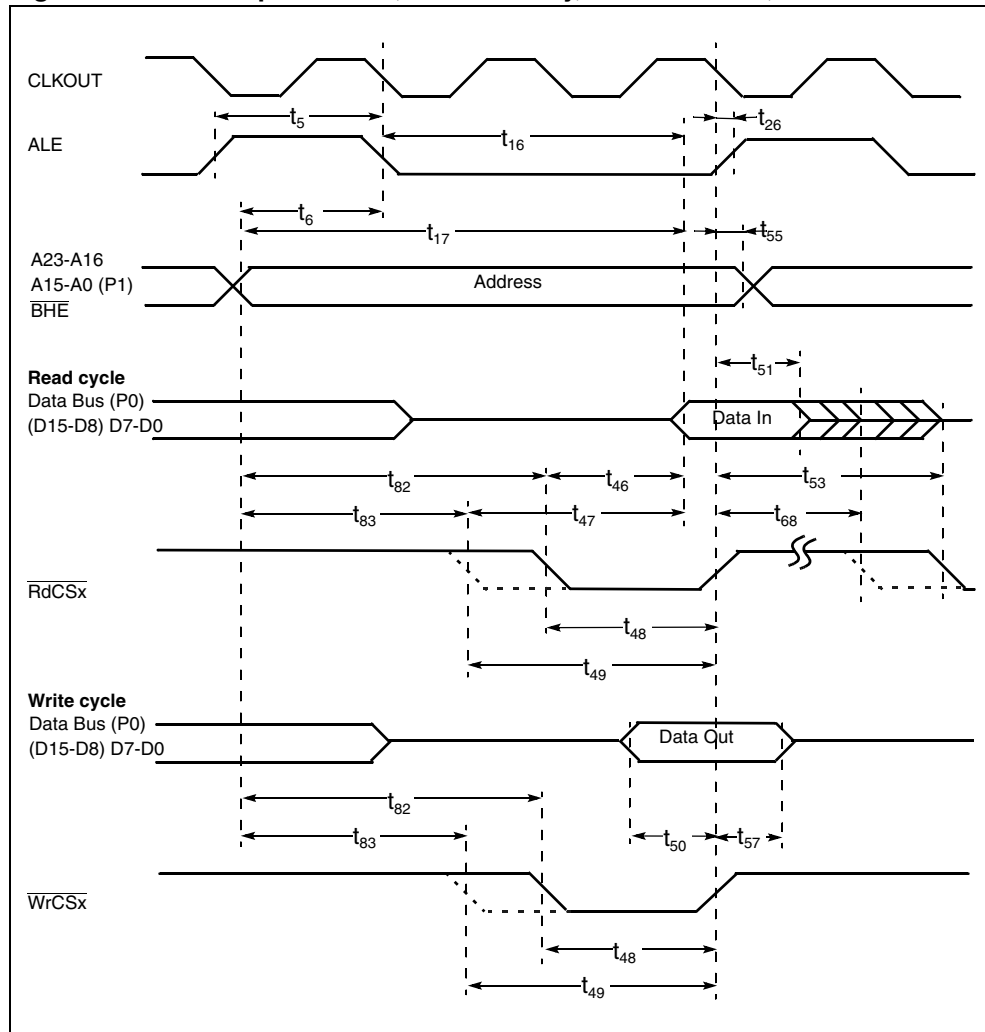 CLKOUT
t5
t26
ALE
t16
t6
t17
t55
A23-A16
A15-A0 (P1)
Address
BHE
t51
Read cycle
Data Bus (P0)
(D15-D8) D7-D0
Data In
t82
t46
t53
t83
t47
t68
RdCSx
t48
t49
Write cycle
Data Bus (P0)
(D15-D8) D7-D0
Data Out
t82
t83
t50
t57
WrCSx
t48
t49